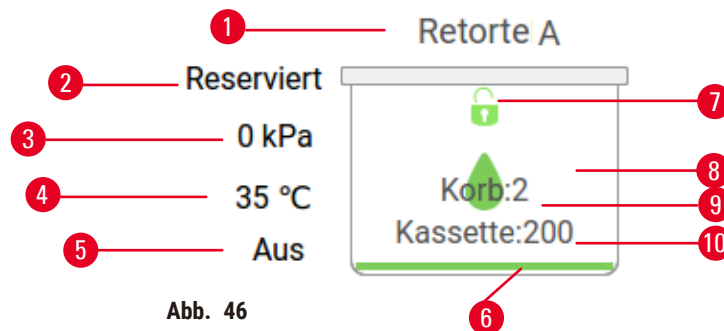 1
Retorte A
2
Reserviert
7
3
0 kPa
8
4
35 °C
Korb:2
9
5
Aus
Kassette:200
10
Abb. 46
6